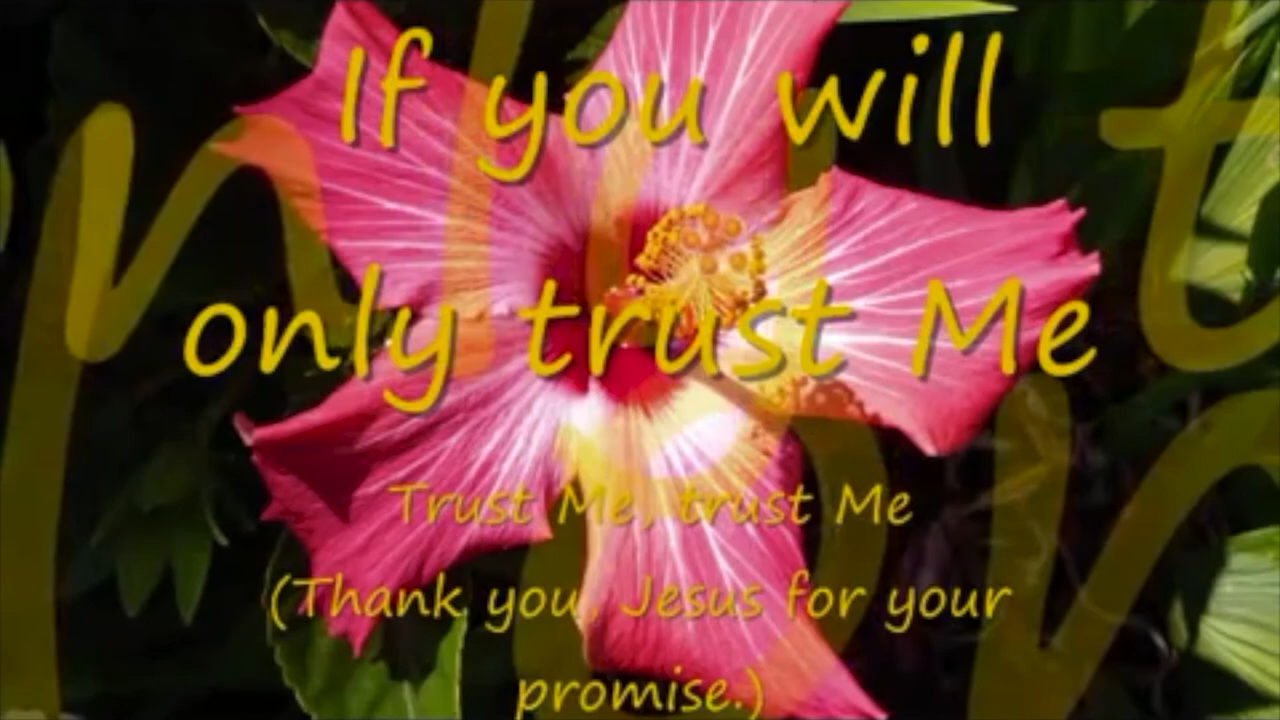 If you will
only trust Me
Trust Me, trust Me
(Thank you, Jesus for your
promise.)